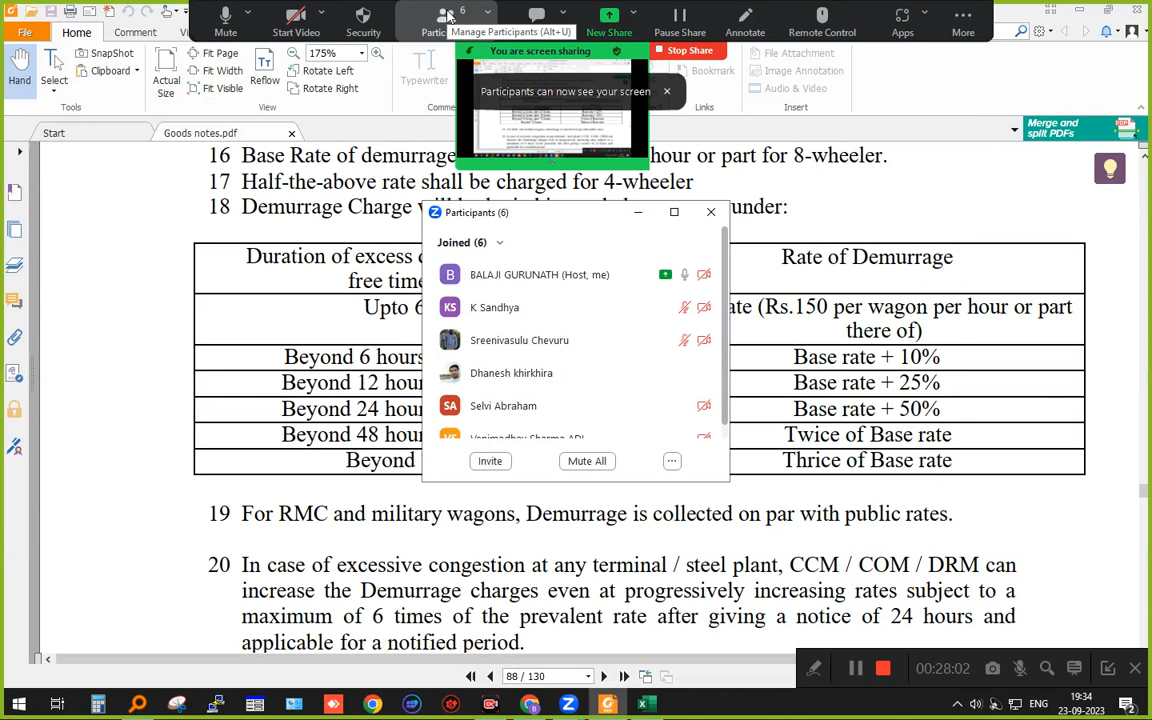 6
Manage Participants (Alt+U)
Mute
Start Video
Security
Partici
New Share
Pause Share
Annotate
Remote Control
Apps
More
File
Home
Comment
You are screen sharing
Stop Share
Participants can now see your screen
Hand
Select
SnapShot
Clipboard
Tools
Actual Size
Fit Page
Fit Width
Fit Visible
Reflow
175%
Rotate Left
Rotate Right
View
Typewriter
Comme
Bookmark
Links
File Attachment
Image Annotation
Audio & Video
Insert
Start
Goods notes.pdf
Merge and
split PDFs
16 Base Rate of demurrage hour or part for 8-wheeler.
17 Half-the-above rate shall be charged for 4-wheeler
18 Demurrage Charge under:
Duration of excess
free time
Rate of Demurrage
Upto 6
ate (Rs.150 per wagon per hour or part
there of)
Beyond 6 hours Base rate + 10%
Beyond 12 hour Base rate + 25%
Beyond 24 hour Base rate + 50%
Beyond 48 hour Twice of Base rate
Beyond Thrice of Base rate
Participants (6)
Joined (6)
B BALAJI GURUNATH (Host, me)
KS K Sandhya
Sreenivasulu Chevuru
Dhanesh khirkhira
SA Selvi Abraham
VS Venimadhav Sharma ADI
Invite
Mute All
...
19 For RMC and military wagons, Demurrage is collected on par with public rates.
20 In case of excessive congestion at any terminal / steel plant, CCM / COM / DRM can
increase the Demurrage charges even at progressively increasing rates subject to a
maximum of 6 times of the prevalent rate after giving a notice of 24 hours and
applicable for a notified period.
88 / 130
00:28:02
ENG
19:34
23-09-2023
2